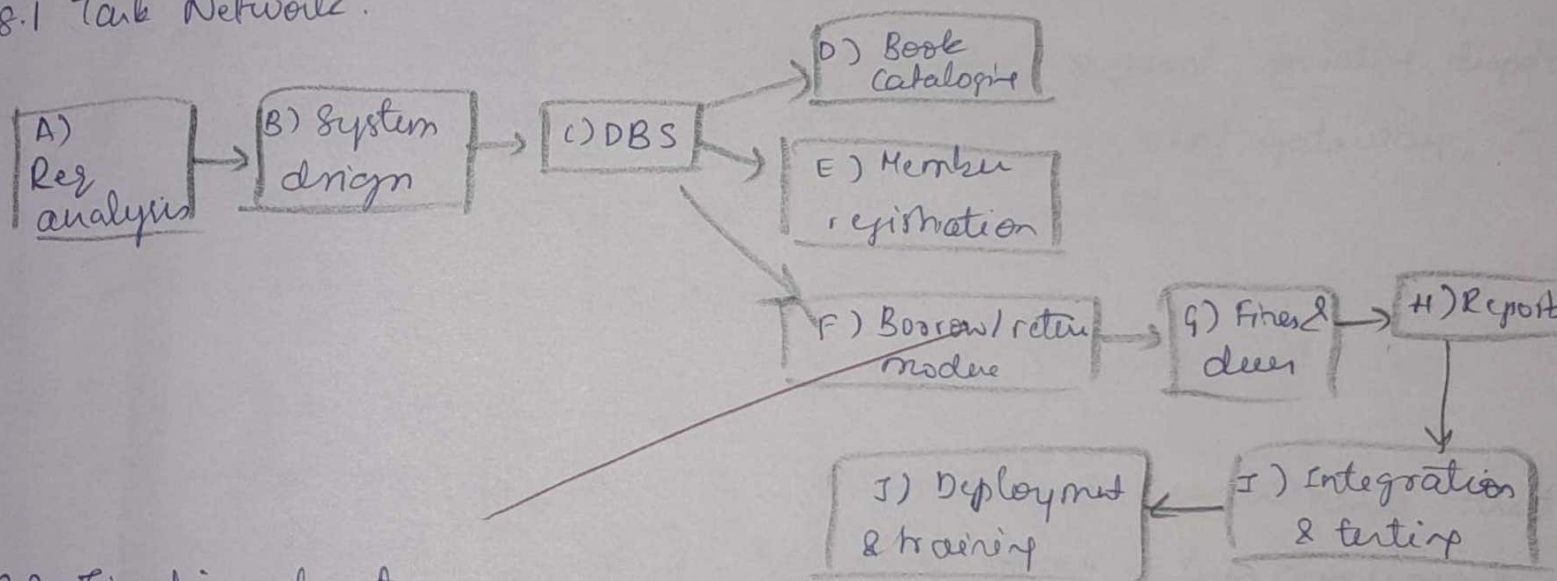 8.1 Task Network.
A)
Req
analysis
B) System
design
C) DBS
D) Book
catalogue
E) Member
registration
F) Borrow/return
module
G) Fines &
dues
H) Report
I) Integration
& testing
J) Deployment
& training